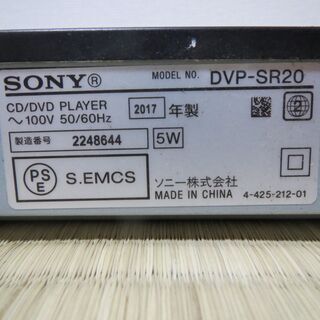 SONY® MODEL NO. DVP-SR20
CD/DVD PLAYER
～100V 50/60Hz 2017 年製
製造番号 2248644 5W
PSE S.EMCS ソニー株式会社
MADE IN CHINA 4-425-212-01